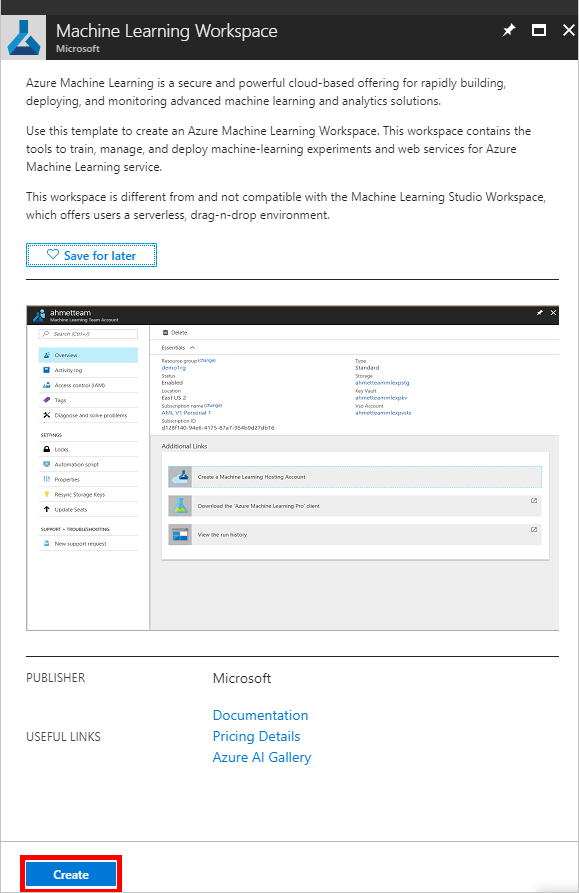 Machine Learning Workspace
Microsoft
Azure Machine Learning is a secure and powerful cloud-based offering for rapidly building,
deploying, and monitoring advanced machine learning and analytics solutions.
Use this template to create an Azure Machine Learning Workspace. This workspace contains the
tools to train, manage, and deploy machine-learning experiments and web services for Azure
Machine Learning service.
This workspace is different from and not compatible with the Machine Learning Studio Workspace,
which offers users a serverless, drag-n-drop environment.
Save for later
ahmetteam
Machine Learning Team Account
Search (Ctrl+/)
Overview
Activity log
Access control (IAM)
Tags
Diagnose and solve problems
SETTINGS
Locks
Automation script
Properties
Resync Storage Keys
Update Seats
SUPPORT + TROUBLESHOOTING
New support request
Delete
Essentials
Resource group (change)
demo1rg
Status
Enabled
Location
East US 2
Subscription name (change)
AML V1 Personal 1
Subscription ID
d128f140-94e6-4175-87a7-954b9d27db16
Type
Standard
Storage
ahmetteammlexpstg
Key Vault
ahmetteammlexpkv
Vso Account
ahmetteammlexpvsts
Additional Links
Create a Machine Learning Hosting Account
Download the 'Azure Machine Learning Pro' client
View the run history
PUBLISHER
Microsoft
USEFUL LINKS
Documentation
Pricing Details
Azure AI Gallery
Create